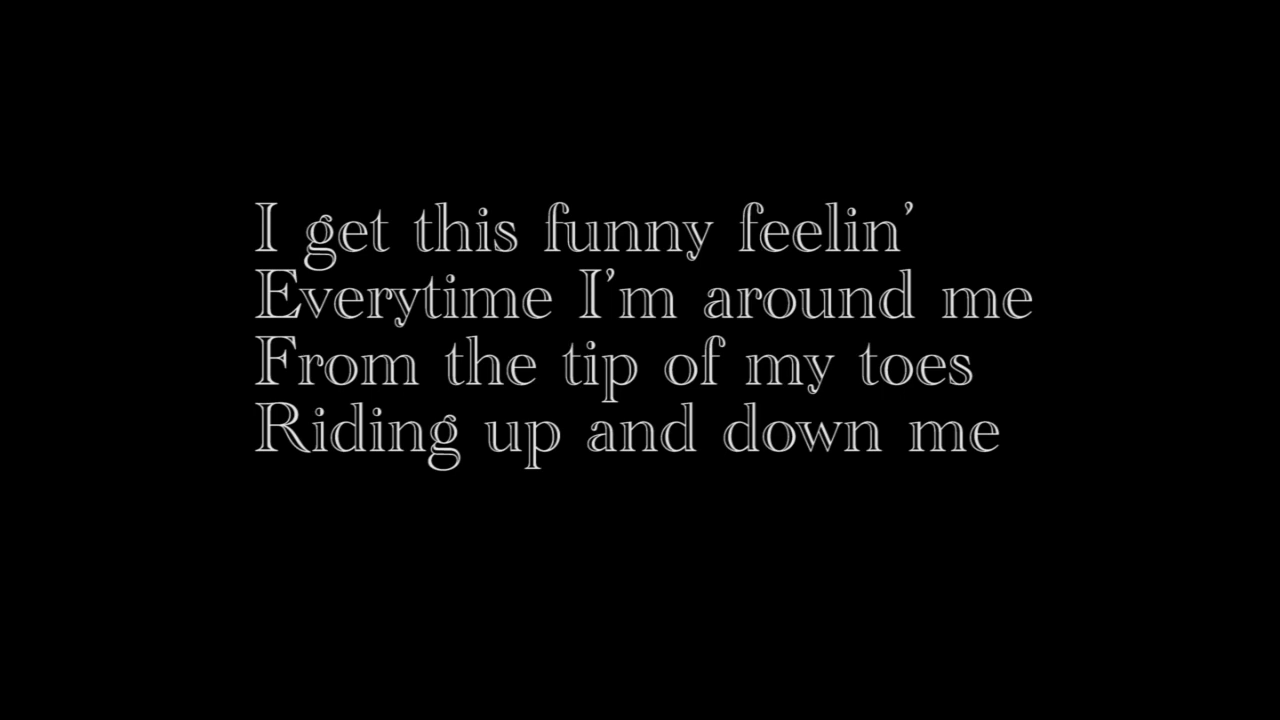 I get this funny feelin’
Everytime I’m around me
From the tip of my toes
Riding up and down me